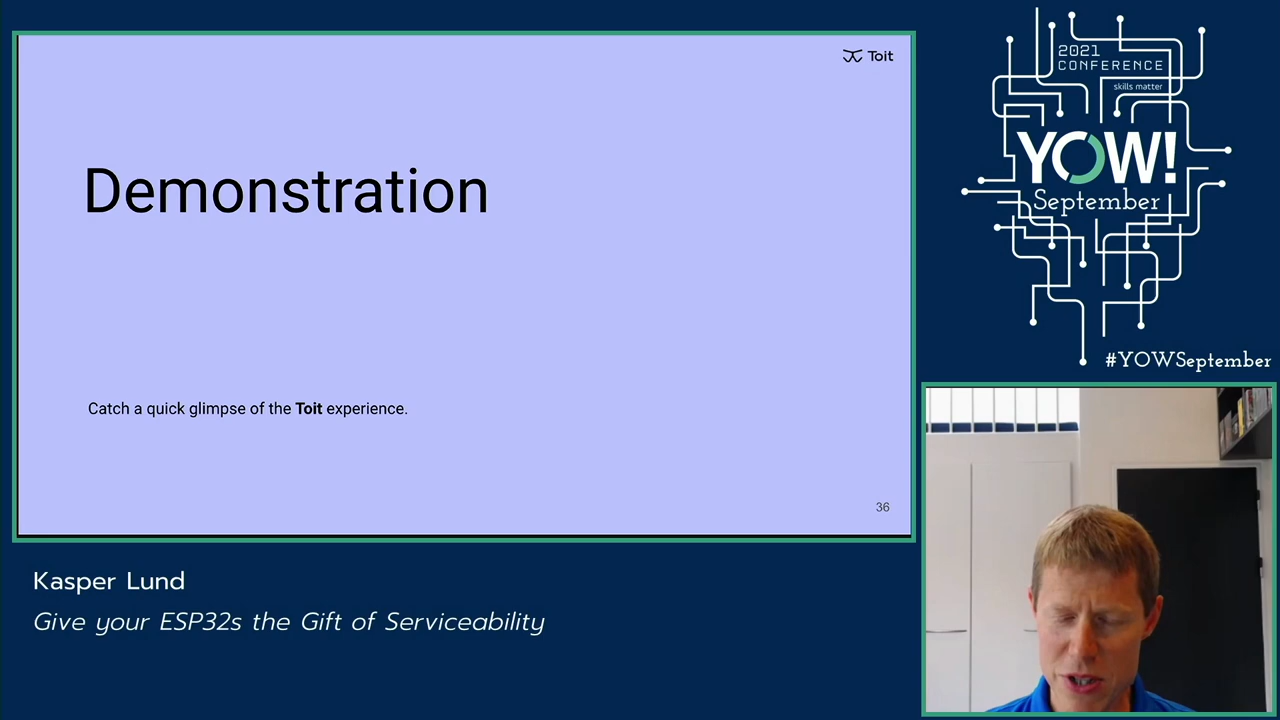 Toit
Demonstration
Catch a quick glimpse of the Toit experience.
36
2021
CONFERENCE
skills matter
YOW!
September
#YOWSeptember
Kasper Lund
Give your ESP32s the Gift of Serviceability